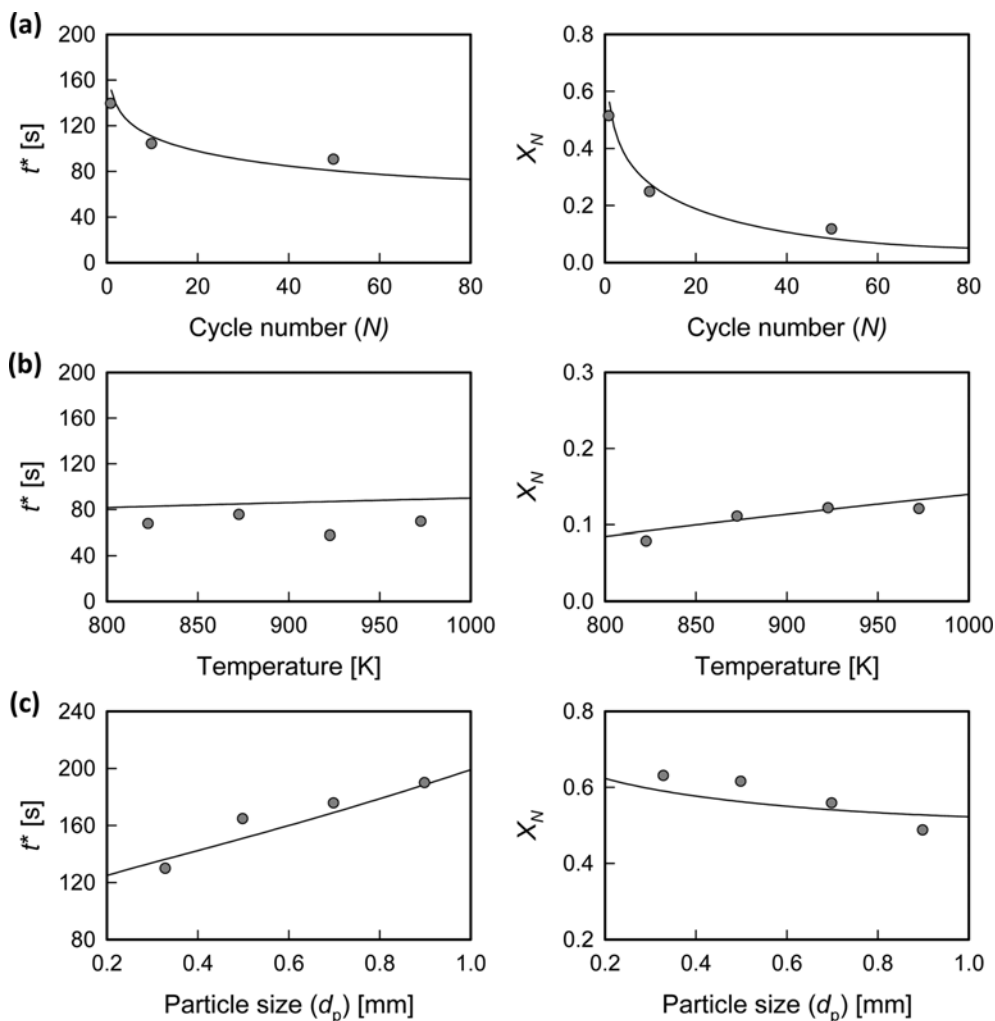 (a)
200
160
120
80
40
0
t* [s]
0 20 40 60 80
Cycle number (N)
0.8
0.6
0.4
0.2
0.0
X_N
0 20 40 60 80
Cycle number (N)
(b)
200
160
120
80
40
0
t* [s]
800 850 900 950 1000
Temperature [K]
0.3
0.2
0.1
0.0
X_N
800 850 900 950 1000
Temperature [K]
(c)
240
200
160
120
80
t* [s]
0.2 0.4 0.6 0.8 1.0
Particle size (d_p) [mm]
0.8
0.6
0.4
0.2
X_N
0.2 0.4 0.6 0.8 1.0
Particle size (d_p) [mm]